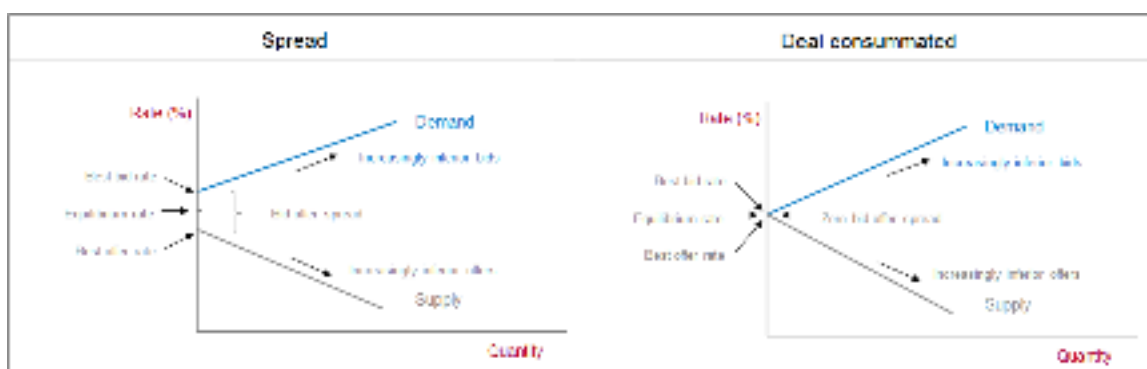 Spread
Deal consummated
Rate (%)
Demand
Increasingly inferior bids
Best bid rate
Equilibrium rate
Bid offer spread
Best offer rate
Increasingly inferior offers
Supply
Quantity
Rate (%)
Demand
Increasingly inferior bids
Best bid rate
Equilibrium rate
Zero bid offer spread
Best offer rate
Increasingly inferior offers
Supply
Quantity